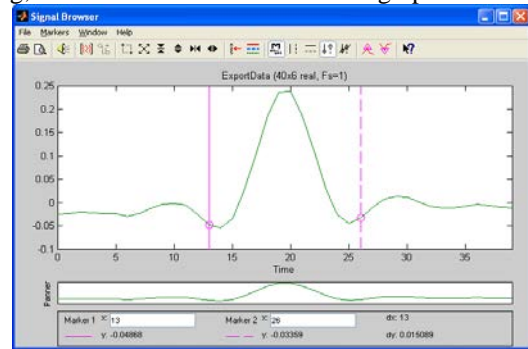 Signal Browser
File Markers Window Help
ExportData (40x6 real, Fs=1)
0.25
0.2
0.15
0.1
0.05
0
-0.05
-0.1
0 5 10 15 20 25 30 35
Time
Panner
Marker 1 x: 13 Marker 2 x: 26 dx: 13
y: -0.04868 y: -0.03359 dy: 0.015089